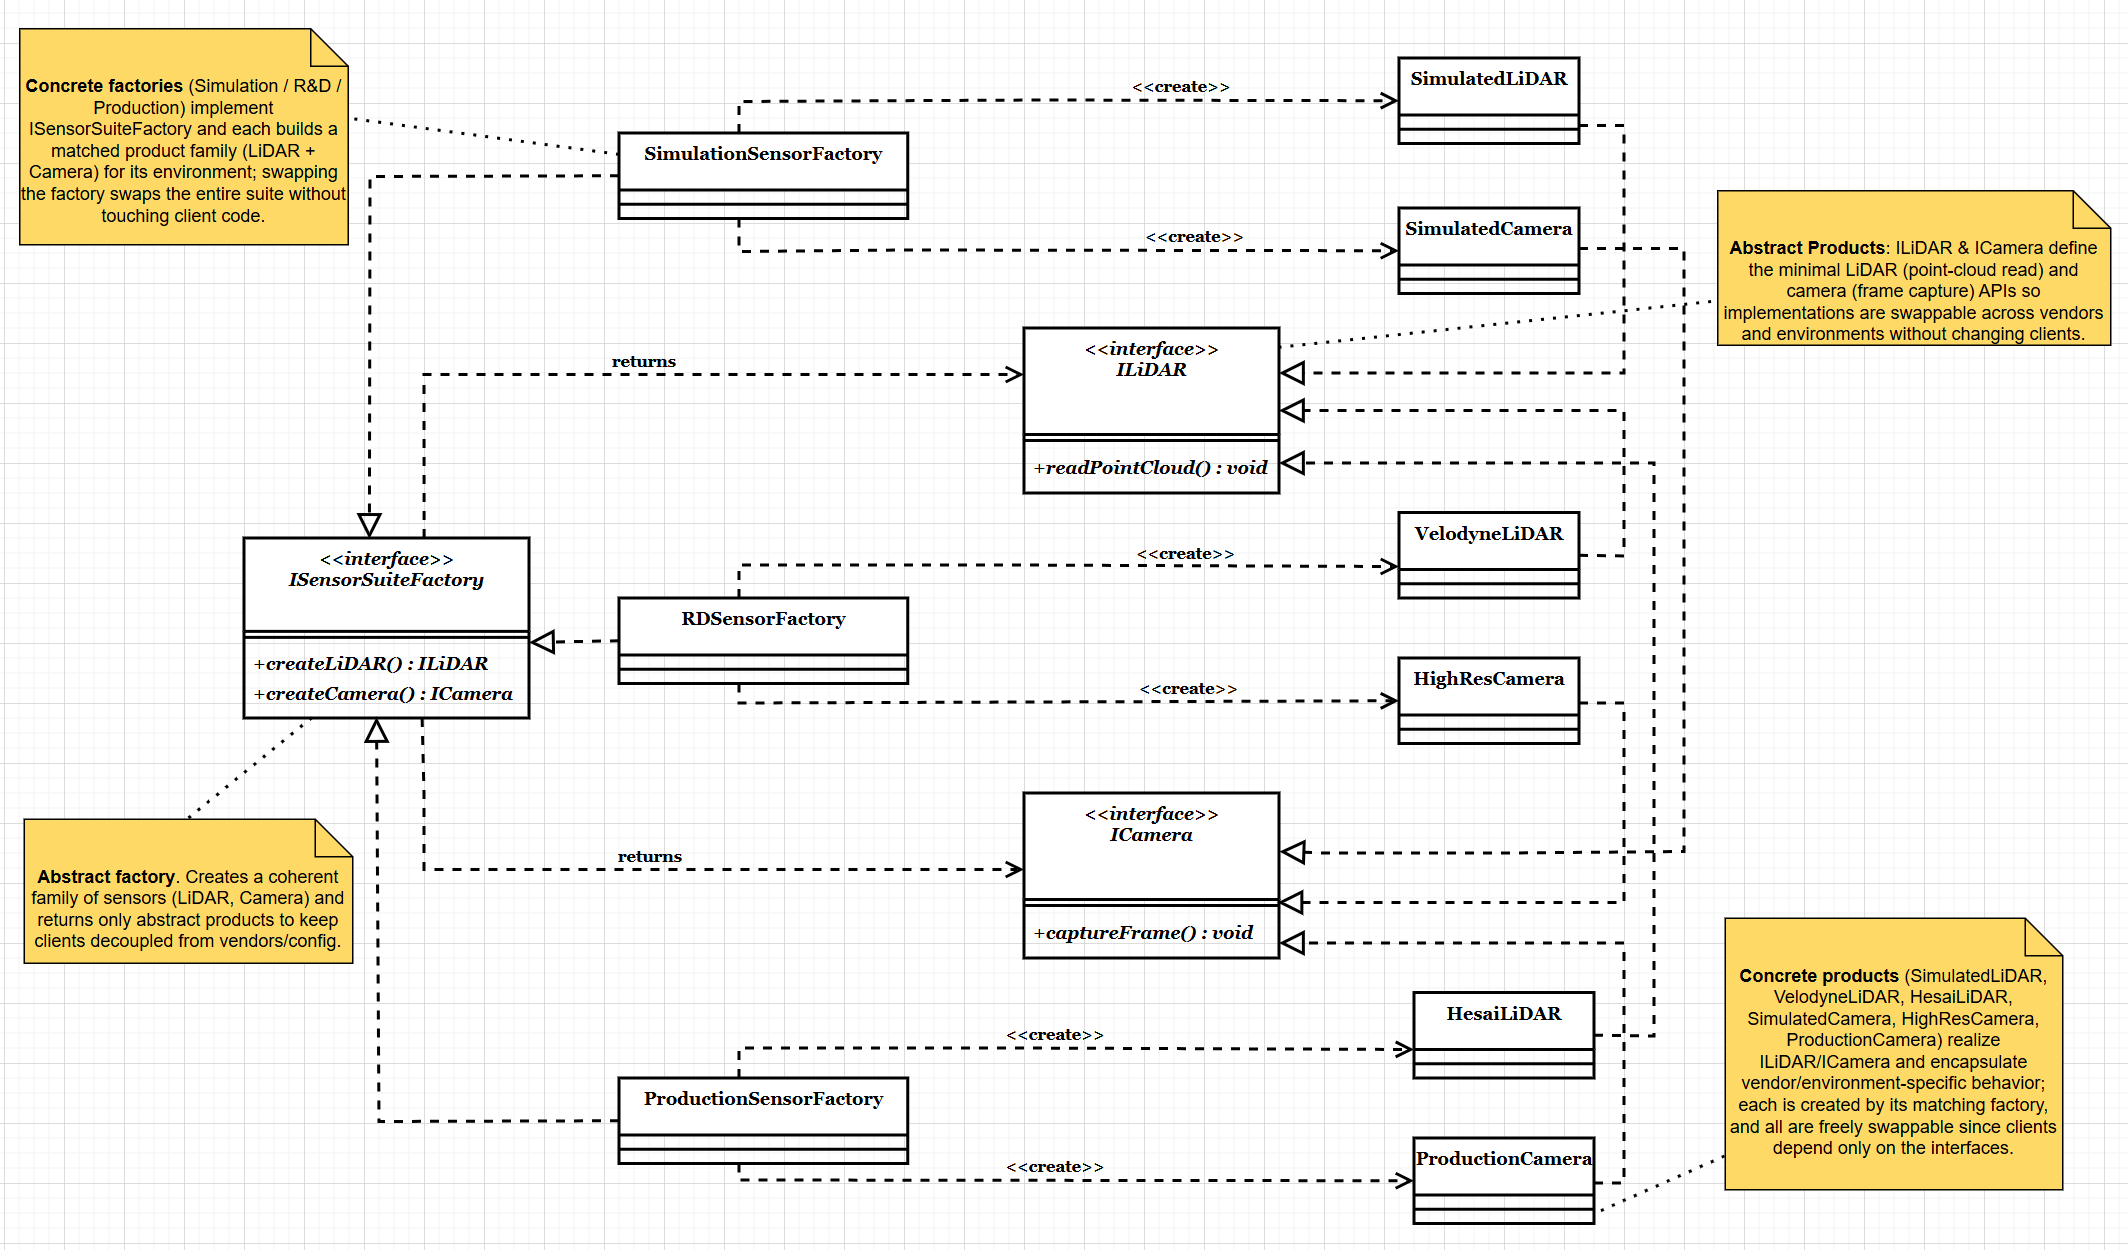 Concrete factories (Simulation / R&D /
Production) implement
ISensorSuiteFactory and each builds a
matched product family (LiDAR +
Camera) for its environment; swapping
the factory swaps the entire suite without
touching client code.
<<create>>
SimulatedLiDAR
SimulationSensorFactory
<<create>>
SimulatedCamera
Abstract Products: ILiDAR & ICamera define
the minimal LiDAR (point-cloud read) and
camera (frame capture) APIs so
implementations are swappable across vendors
and environments without changing clients.
returns
<<interface>>
ILiDAR
+readPointCloud() : void
<<interface>>
ISensorSuiteFactory
+createLiDAR() : ILiDAR
+createCamera() : ICamera
<<create>>
VelodyneLiDAR
RDSensorFactory
<<create>>
HighResCamera
Abstract factory. Creates a coherent
family of sensors (LiDAR, Camera) and
returns only abstract products to keep
clients decoupled from vendors/config.
returns
<<interface>>
ICamera
+captureFrame() : void
Concrete products (SimulatedLiDAR,
VelodyneLiDAR, HesaiLiDAR,
SimulatedCamera, HighResCamera,
ProductionCamera) realize
ILiDAR/ICamera and encapsulate
vendor/environment-specific behavior;
each is created by its matching factory,
and all are freely swappable since clients
depend only on the interfaces.
<<create>>
HesaiLiDAR
ProductionSensorFactory
<<create>>
ProductionCamera